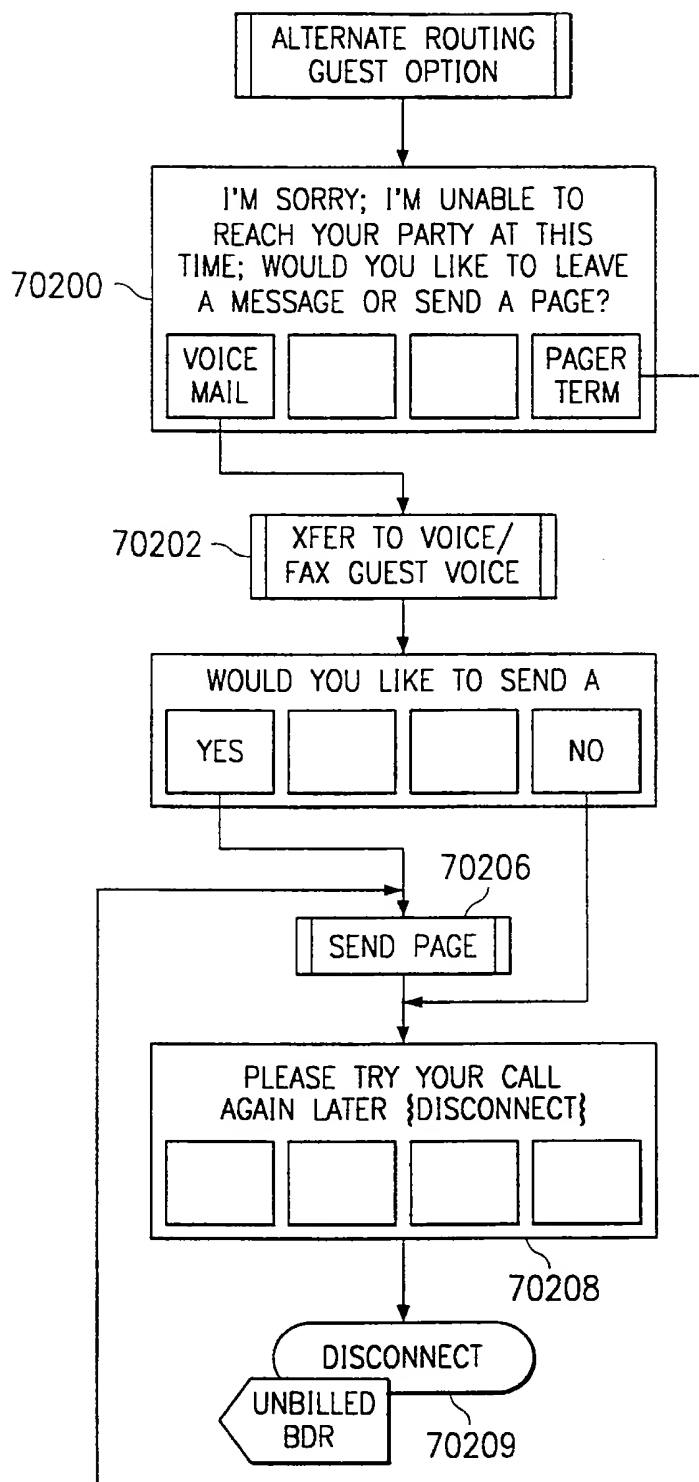 ALTERNATE ROUTING
GUEST OPTION
I'M SORRY; I'M UNABLE TO
REACH YOUR PARTY AT THIS
TIME; WOULD YOU LIKE TO LEAVE
A MESSAGE OR SEND A PAGE?
70200
VOICE
MAIL
PAGER
TERM
70202
XFER TO VOICE/
FAX GUEST VOICE
WOULD YOU LIKE TO SEND A
YES
NO
70206
SEND PAGE
PLEASE TRY YOUR CALL
AGAIN LATER {DISCONNECT}
70208
DISCONNECT
UNBILLED
BDR
70209